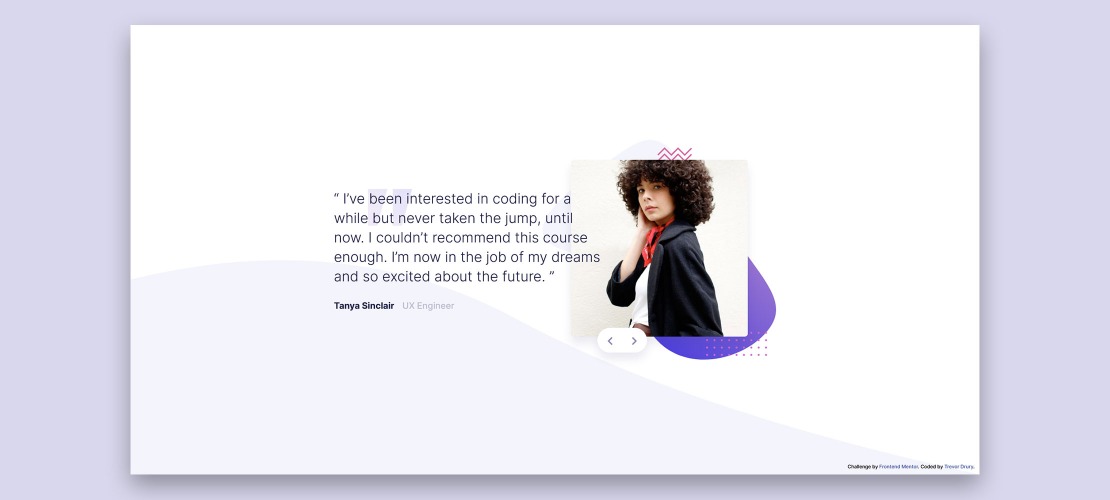 “ I’ve been interested in coding for a
while but never taken the jump, until
now. I couldn’t recommend this course
enough. I’m now in the job of my dreams
and so excited about the future. ”
Tanya Sinclair UX Engineer
Challenge by Frontend Mentor. Coded by Trevor Drury.